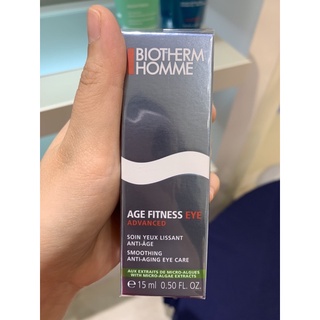 BIOTHERM
HOMME
AGE FITNESS EYE
ADVANCED
SOIN YEUX LISSANT
ANTI-ÂGE
SMOOTHING
ANTI-AGING EYE CARE
AUX EXTRAITS DE MICRO-ALGUES
WITH MICRO-ALGAE EXTRACTS
e 15 ml 0.50 FL. OZ.